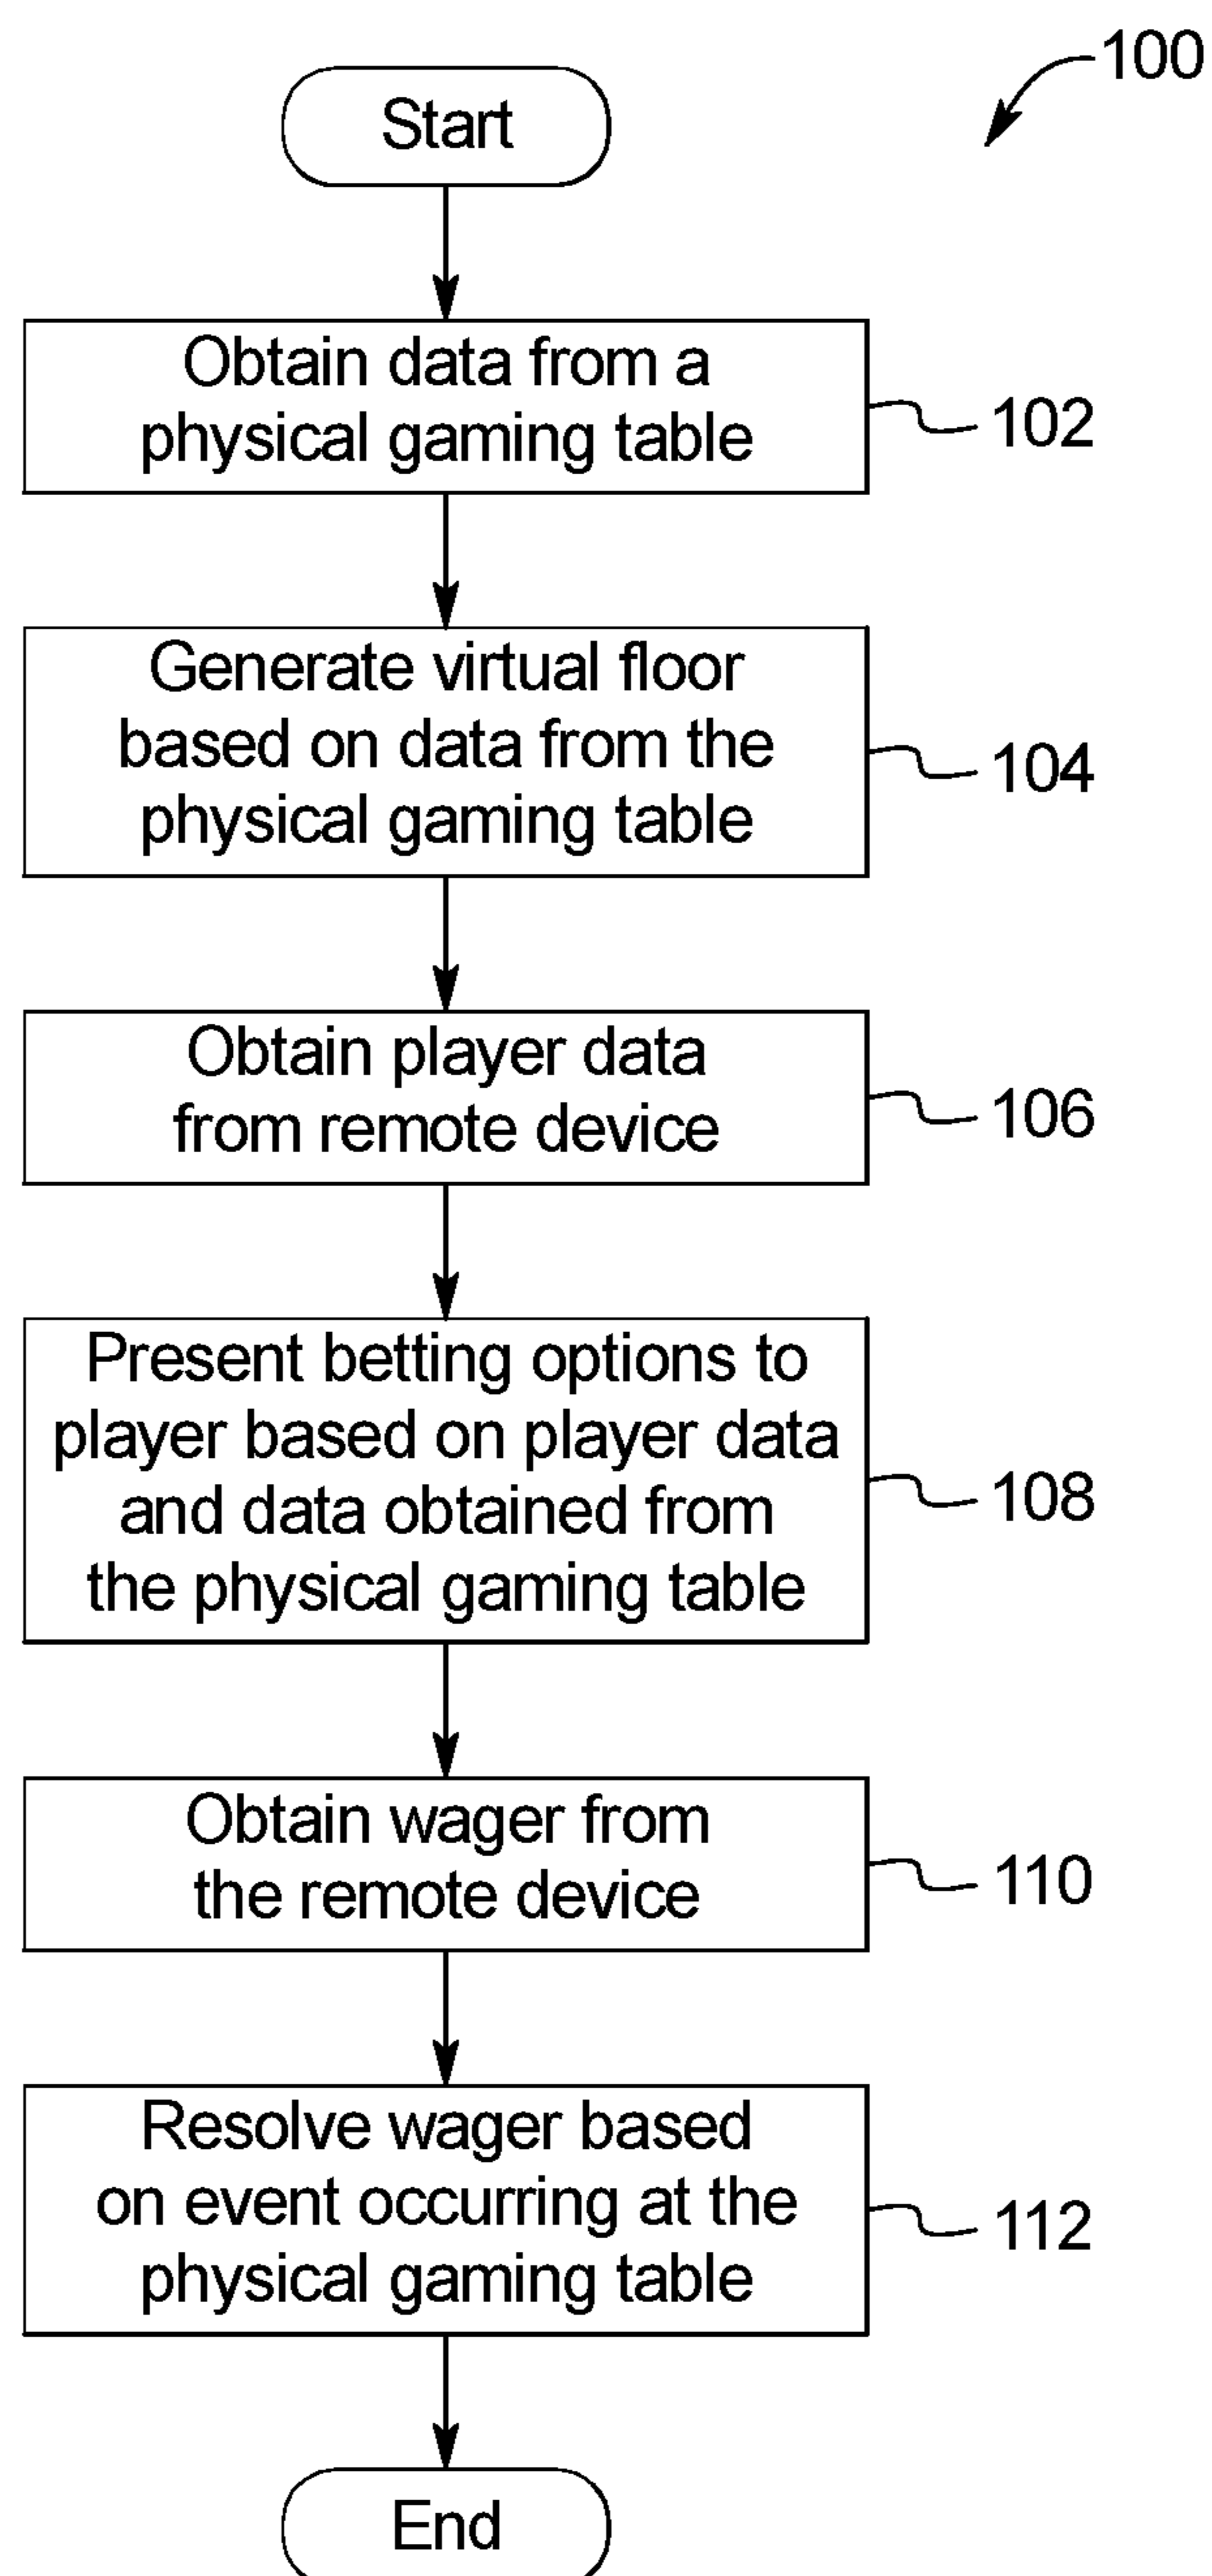 100
Start
Obtain data from a
physical gaming table
102
Generate virtual floor
based on data from the
physical gaming table
104
Obtain player data
from remote device
106
Present betting options to
player based on player data
and data obtained from
the physical gaming table
108
Obtain wager from
the remote device
110
Resolve wager based
on event occurring at the
physical gaming table
112
End